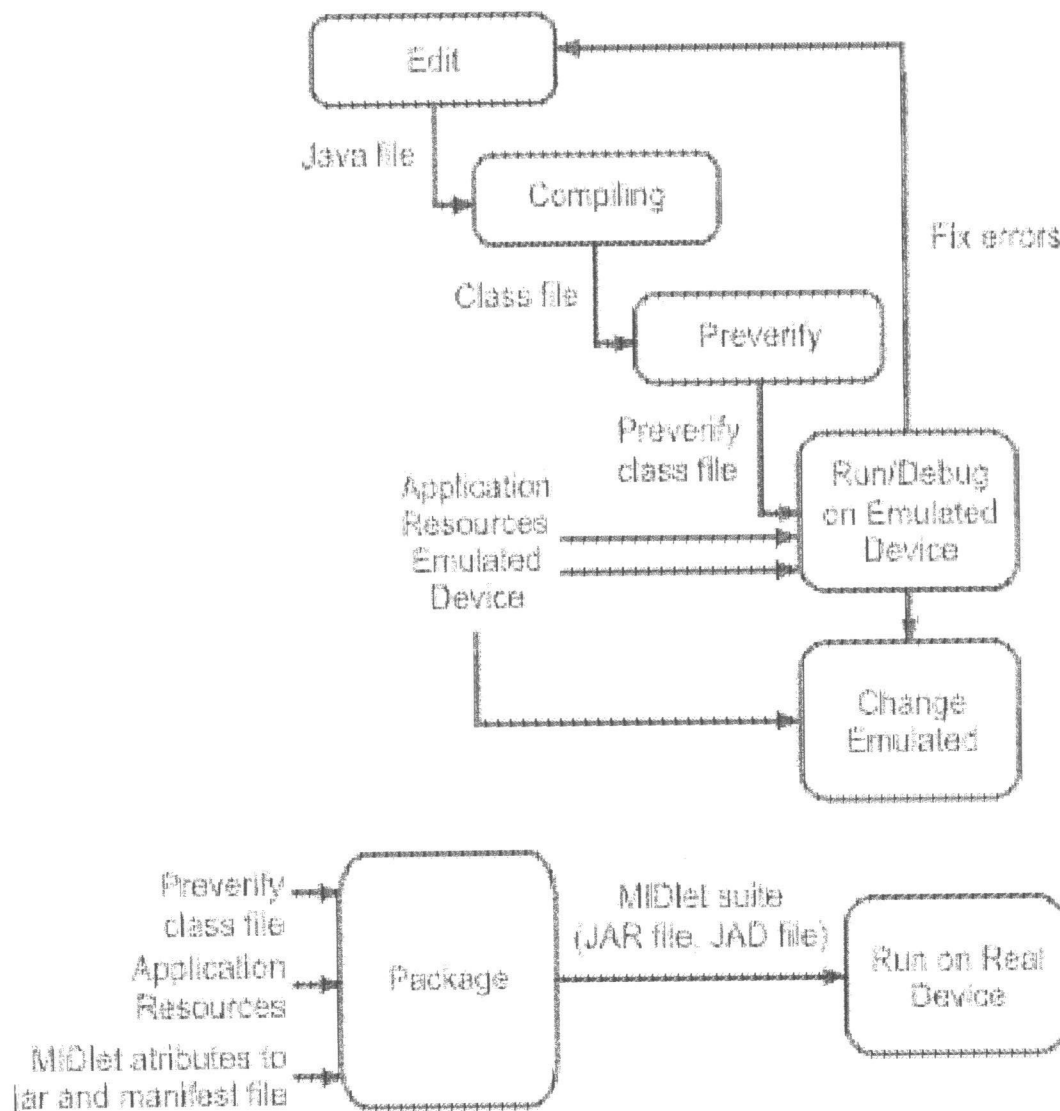 Edit
Java file
Compiling
Fix errors
Class file
Preverify
Preverify
class file
Run/Debug
on Emulated
Device
Application
Resources
Emulated
Device
Change
Emulated
Preverify
class file
Application
Resources
MIDlet atributes to
jar and manifest file
Package
MIDlet suite
(JAR file, JAD file)
Run on Real
Device